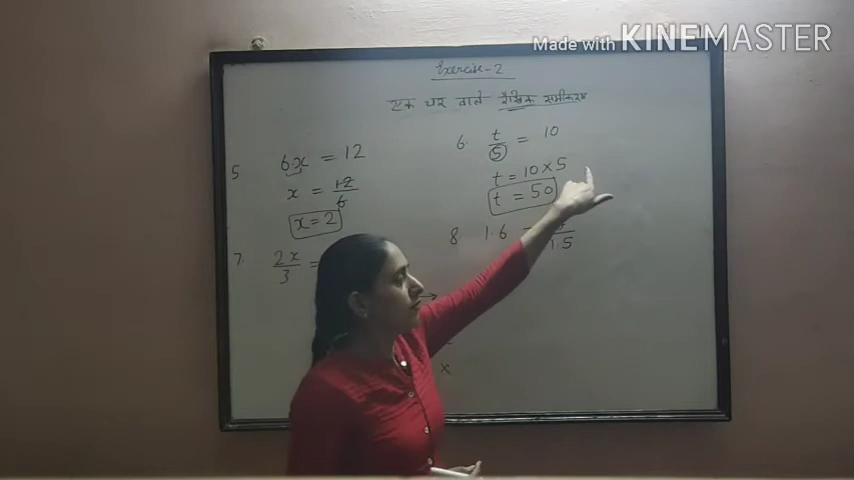 Made with KINEMASTER
Exercise-2
एक चर वाले रैखिक समीकरण
5 6x = 12
x = 12/6
x = 2
6. t/5 = 10
t = 10 × 5
t = 50
7. 2x/3 =
8 1.6 = /1.5
x